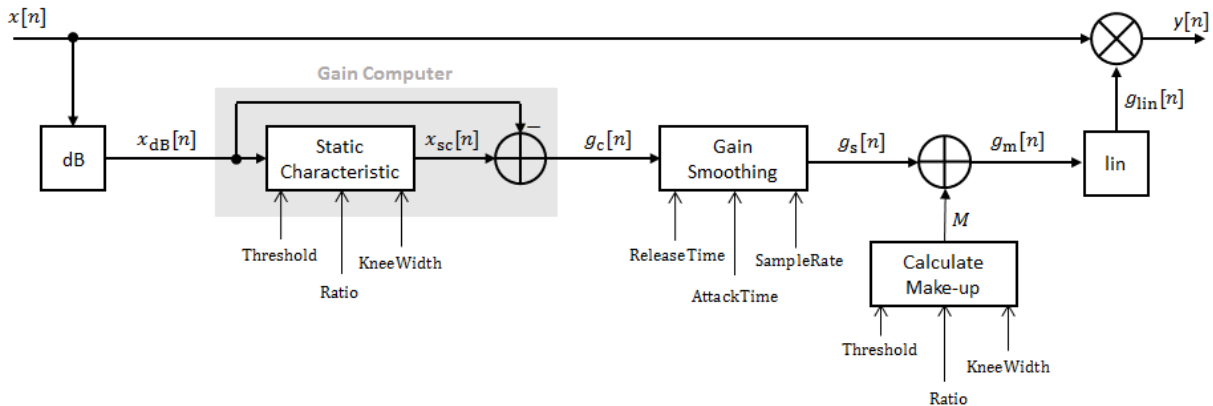 x[n]
y[n]
Gain Computer
g_lin[n]
dB
x_dB[n]
Static
Characteristic
x_sc[n]
−
g_c[n]
Gain
Smoothing
g_s[n]
g_m[n]
lin
Threshold
KneeWidth
Ratio
ReleaseTime
SampleRate
AttackTime
M
Calculate
Make-up
Threshold
KneeWidth
Ratio